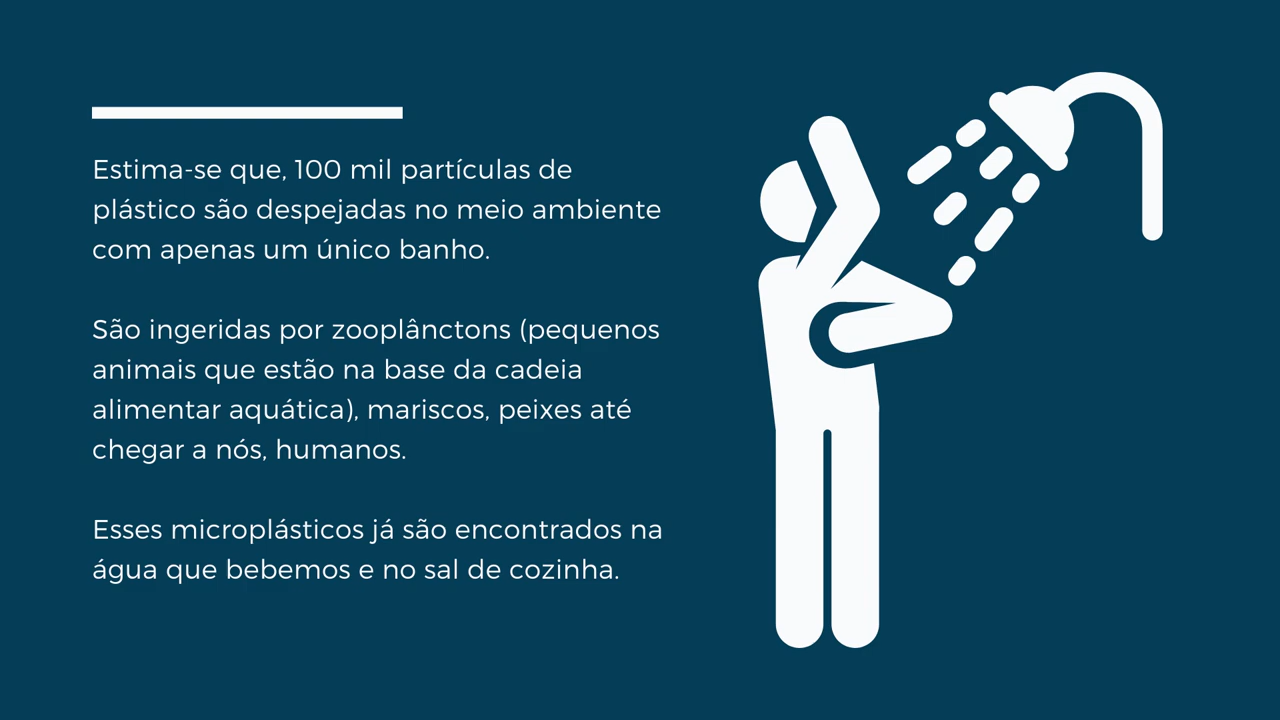 Estima-se que, 100 mil partículas de
plástico são despejadas no meio ambiente
com apenas um único banho.
São ingeridas por zooplânctons (pequenos
animais que estão na base da cadeia
alimentar aquática), mariscos, peixes até
chegar a nós, humanos.
Esses microplásticos já são encontrados na
água que bebemos e no sal de cozinha.